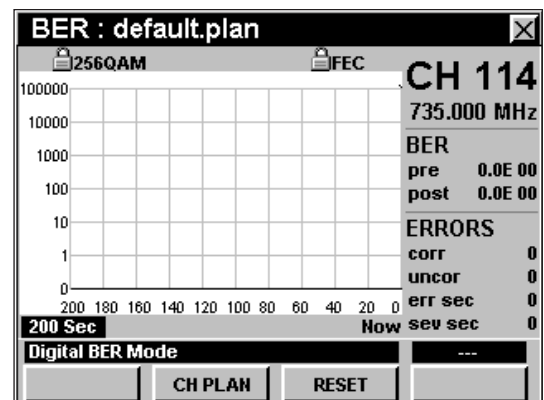 BER : default.plan
256QAM FEC
CH 114
735.000 MHz
BER
pre 0.0E 00
post 0.0E 00
ERRORS
corr 0
uncor 0
err sec 0
sev sec 0
100000
10000
1000
100
10
1
0
200 180 160 140 120 100 80 60 40 20 0
200 Sec Now
Digital BER Mode ---
CH PLAN RESET